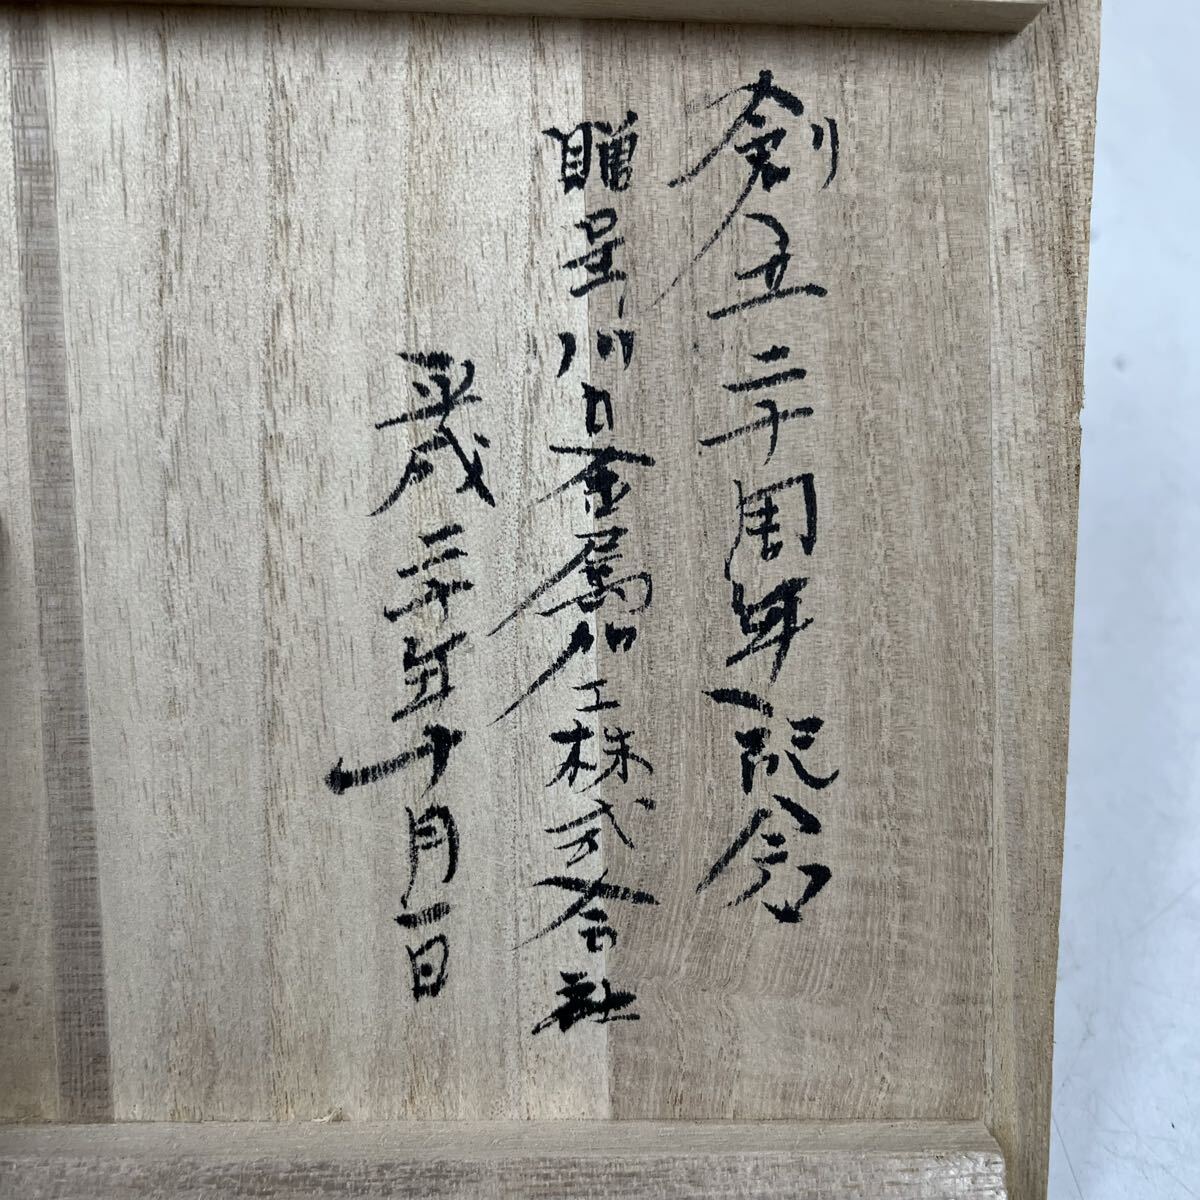 創立二十周年記念
贈呈川口金属加工株式会社
平成二十年十月一日